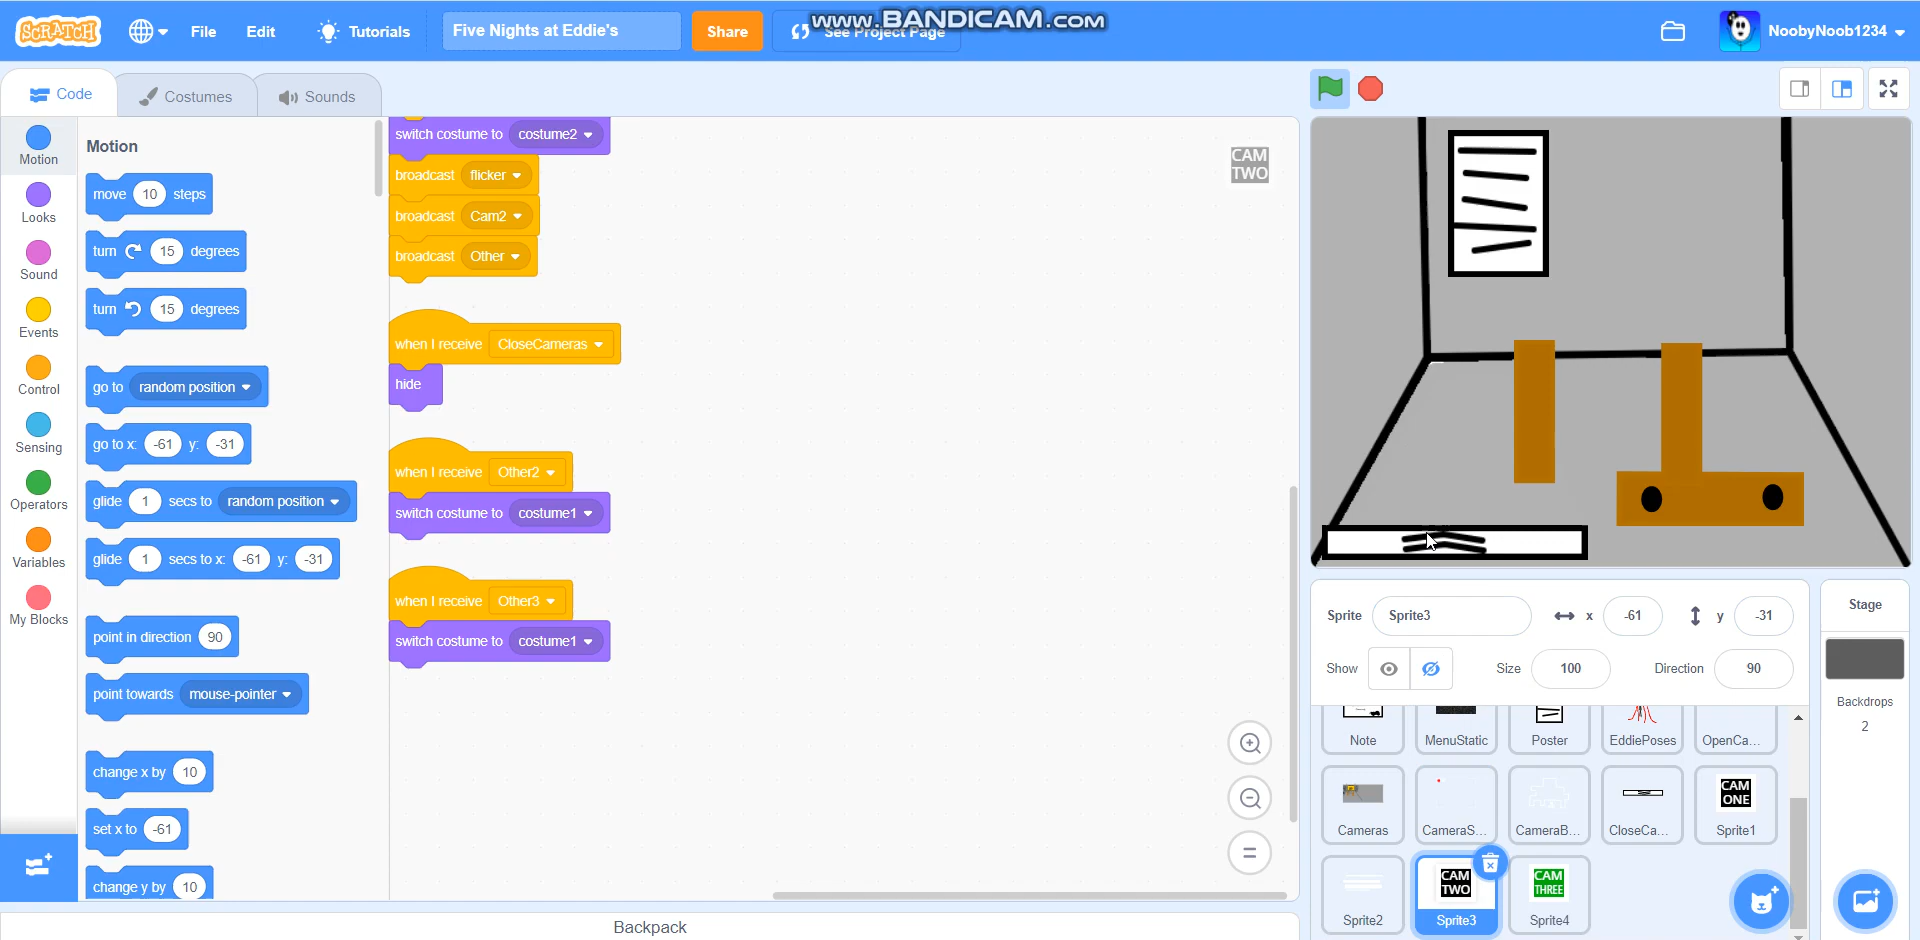 www.BANDICAM.com
SCRATCH
File
Edit
Tutorials
Five Nights at Eddie's
Share
See Project Page
NoobyNoob1234
Code
Costumes
Sounds
Motion
Looks
Sound
Events
Control
Sensing
Operators
Variables
My Blocks
Motion
move 10 steps
turn 15 degrees
turn 15 degrees
go to random position
go to x: -61 y: -31
glide 1 secs to random position
glide 1 secs to x: -61 y: -31
point in direction 90
point towards mouse-pointer
change x by 10
set x to -61
change y by 10
switch costume to costume2
broadcast flicker
broadcast Cam2
broadcast Other
when I receive CloseCameras
hide
when I receive Other2
switch costume to costume1
when I receive Other3
switch costume to costume1
CAM
TWO
Backpack
Sprite Sprite3 x -61 y -31
Show Size 100 Direction 90
Note
MenuStatic
Poster
EddiePoses
OpenCa...
Cameras
CameraS...
CameraB...
CloseCa...
CAM
ONE
Sprite1
Sprite2
CAM
TWO
Sprite3
CAM
THREE
Sprite4
Stage
Backdrops
2